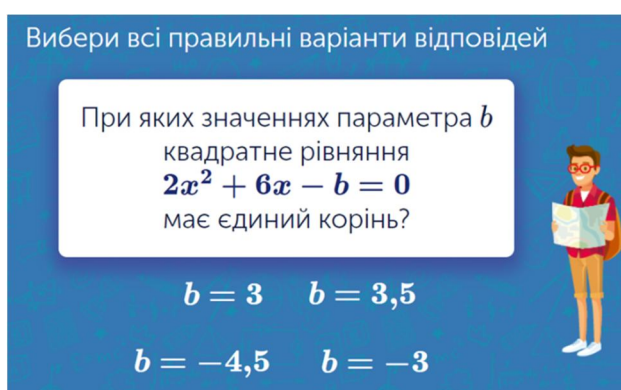 Вибери всі правильні варіанти відповідей
При яких значеннях параметра b
квадратне рівняння
2x² + 6x − b = 0
має єдиний корінь?
b = 3 b = 3,5
b = −4,5 b = −3